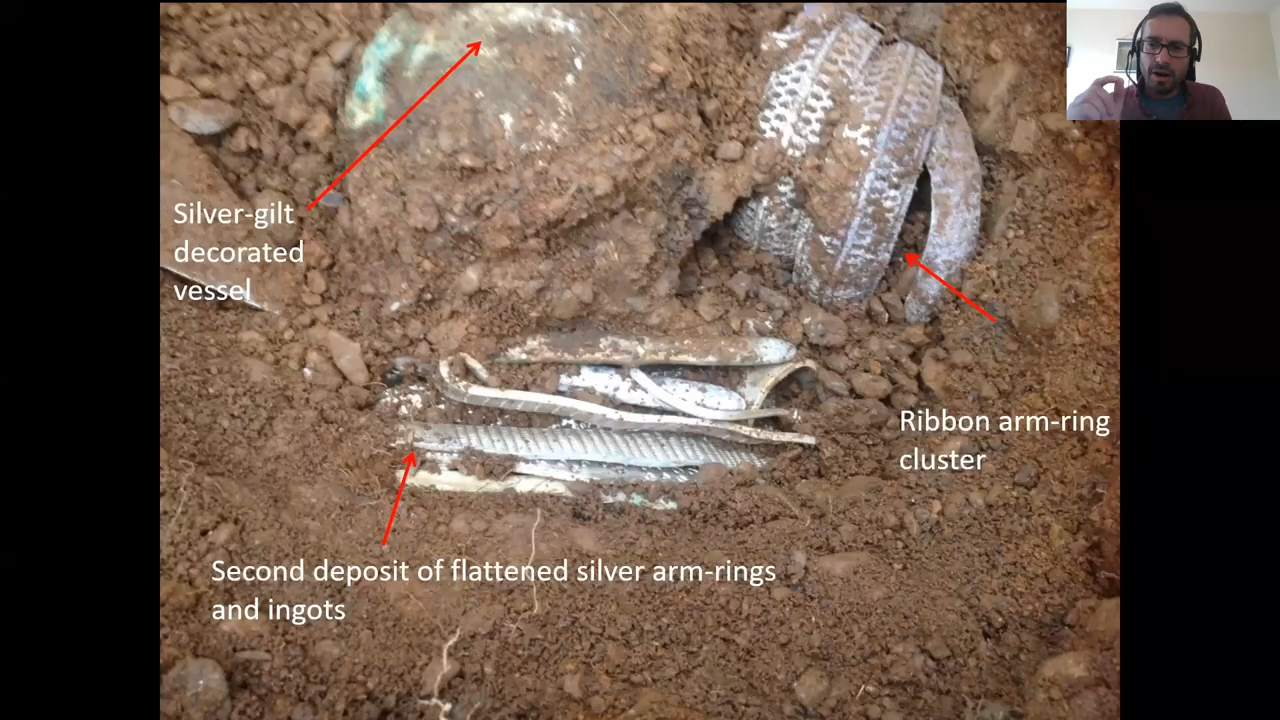 Silver-gilt
decorated
vessel
Ribbon arm-ring
cluster
Second deposit of flattened silver arm-rings
and ingots